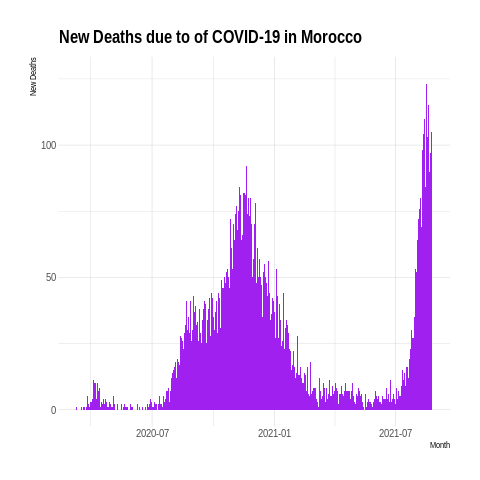 New Deaths due to of COVID-19 in Morocco
New Deaths
100
50
0
2020-07
2021-01
2021-07
Month